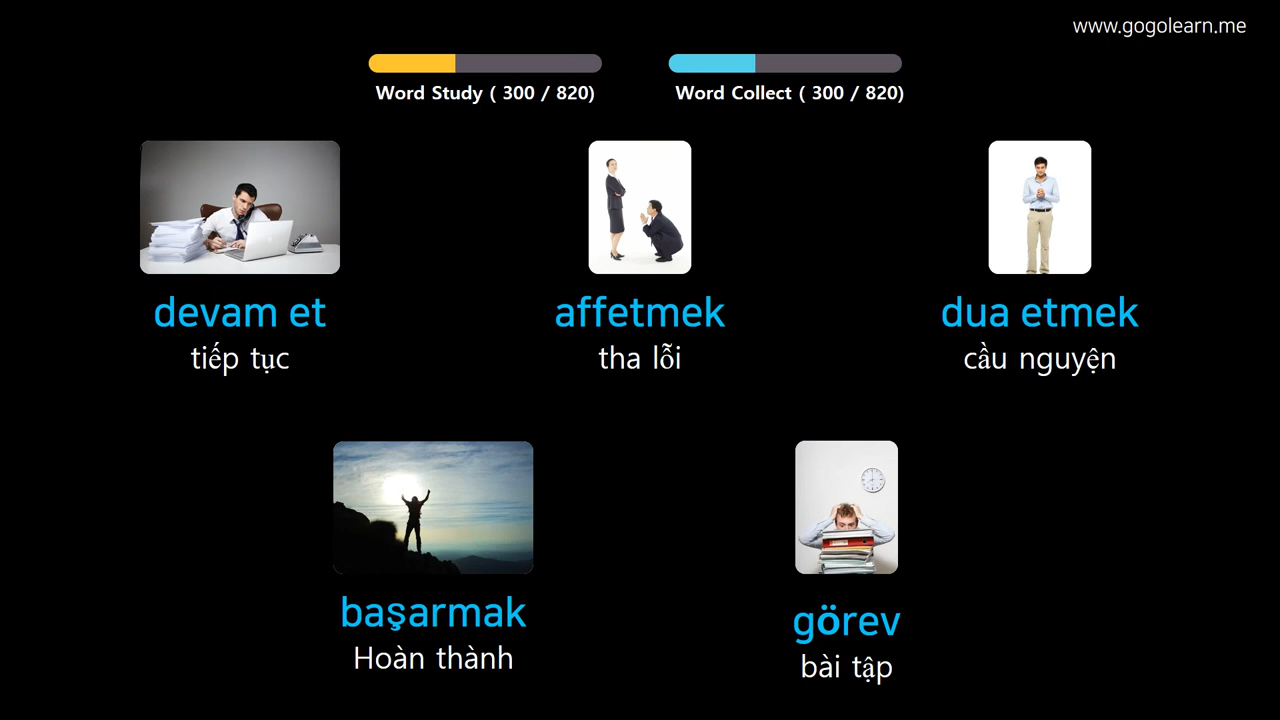 www.gogolearn.me
Word Study ( 300 / 820)
Word Collect ( 300 / 820)
devam et
tiếp tục
affetmek
tha lỗi
dua etmek
cầu nguyện
başarmak
Hoàn thành
görev
bài tập